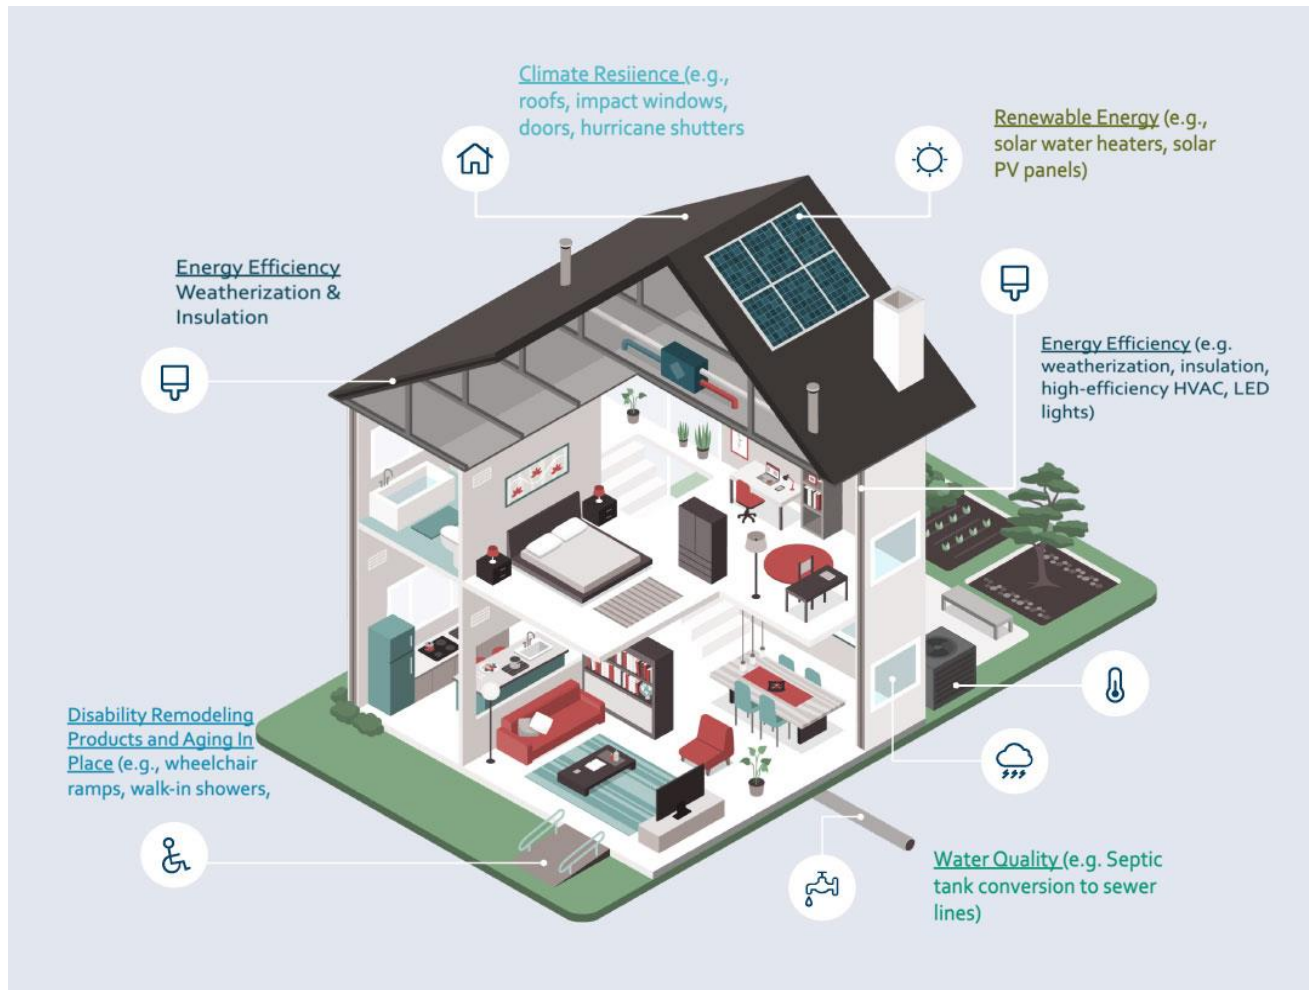 Climate Resiience (e.g.,
roofs, impact windows,
doors, hurricane shutters
Renewable Energy (e.g.,
solar water heaters, solar
PV panels)
Energy Efficiency
Weatherization &
Insulation
Energy Efficiency (e.g.
weatherization, insulation,
high-efficiency HVAC, LED
lights)
Disability Remodeling
Products and Aging In
Place (e.g., wheelchair
ramps, walk-in showers,
Water Quality (e.g. Septic
tank conversion to sewer
lines)